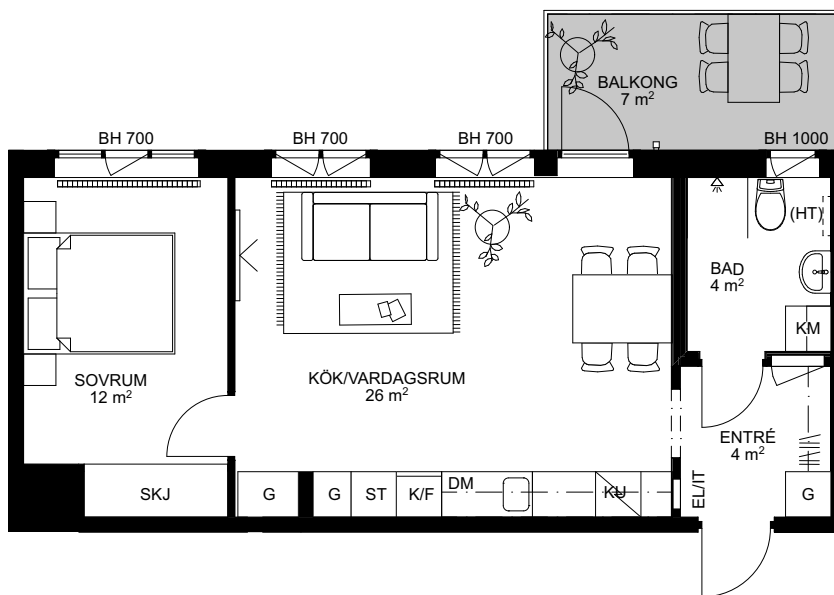 BALKONG
7 m²
BH 700
BH 700
BH 700
BH 1000
(HT)
BAD
4 m²
KM
SOVRUM
12 m²
KÖK/VARDAGSRUM
26 m²
ENTRÉ
4 m²
SKJ
G
G
ST
K/F
DM
KU
EL/IT
G